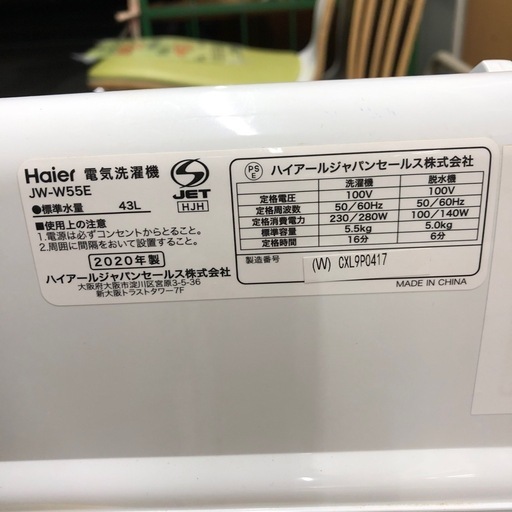 Haier 電気洗濯機
JW-W55E
●標準水量 43L
S
JET
HJH
■使用上の注意
1.電源は必ずコンセントからとること。
2.周囲に間隔をおいて設置すること。
2020年製
ハイアールジャパンセールス株式会社
大阪府大阪市淀川区宮原3-5-36
新大阪トラストタワー7F
PS
E
ハイアールジャパンセールス株式会社
洗濯機 脱水機
定格電圧 100V 100V
定格周波数 50/60Hz 50/60Hz
定格消費電力 230/280W 100/140W
標準容量 5.5kg 5.0kg
定格時間 16分 6分
製造番号 (W) CXL9P0417
MADE IN CHINA